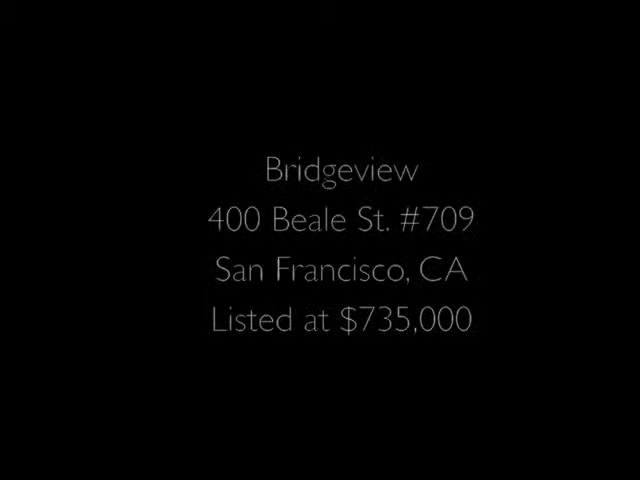 Bridgeview
400 Beale St. #709
San Francisco, CA
Listed at $735,000